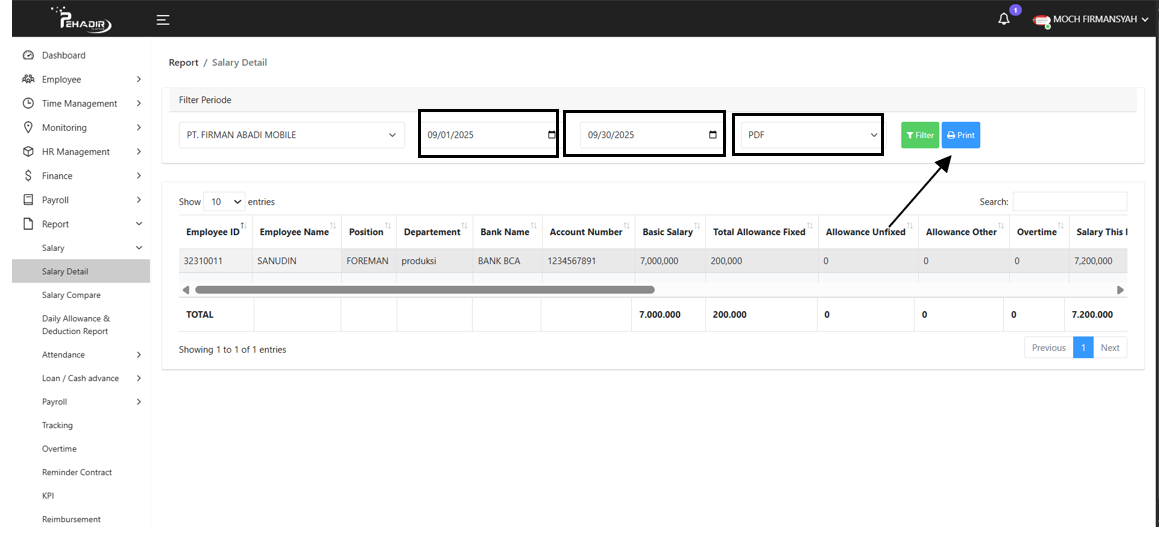 PEHADIR
1
MOCH FIRMANSYAH
Dashboard
Employee
Time Management
Monitoring
HR Management
Finance
Payroll
Report
Salary
Salary Detail
Salary Compare
Daily Allowance &
Deduction Report
Attendance
Loan / Cash advance
Payroll
Tracking
Overtime
Reminder Contract
KPI
Reimbursement
Report / Salary Detail
Filter Periode
PT. FIRMAN ABADI MOBILE 09/01/2025 09/30/2025 PDF Filter Print
Show 10 entries Search:
Employee ID Employee Name Position Departement Bank Name Account Number Basic Salary Total Allowance Fixed Allowance Unfixed Allowance Other Overtime Salary This
32310011 SANUDIN FOREMAN produksi BANK BCA 1234567891 7,000,000 200,000 0 0 0 7,200,000
TOTAL 7.000.000 200.000 0 0 0 7.200.000
Showing 1 to 1 of 1 entries Previous 1 Next